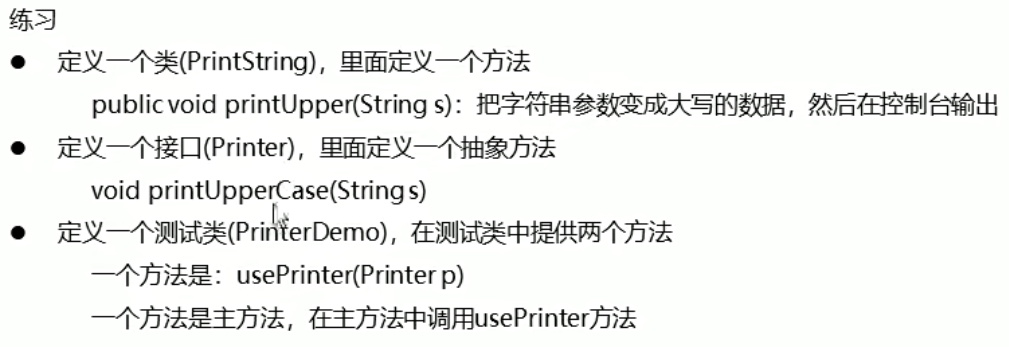 练习
● 定义一个类(PrintString)，里面定义一个方法
public void printUpper(String s)：把字符串参数变成大写的数据，然后在控制台输出
● 定义一个接口(Printer)，里面定义一个抽象方法
void printUpperCase(String s)
● 定义一个测试类(PrinterDemo)，在测试类中提供两个方法
一个方法是：usePrinter(Printer p)
一个方法是主方法，在主方法中调用usePrinter方法